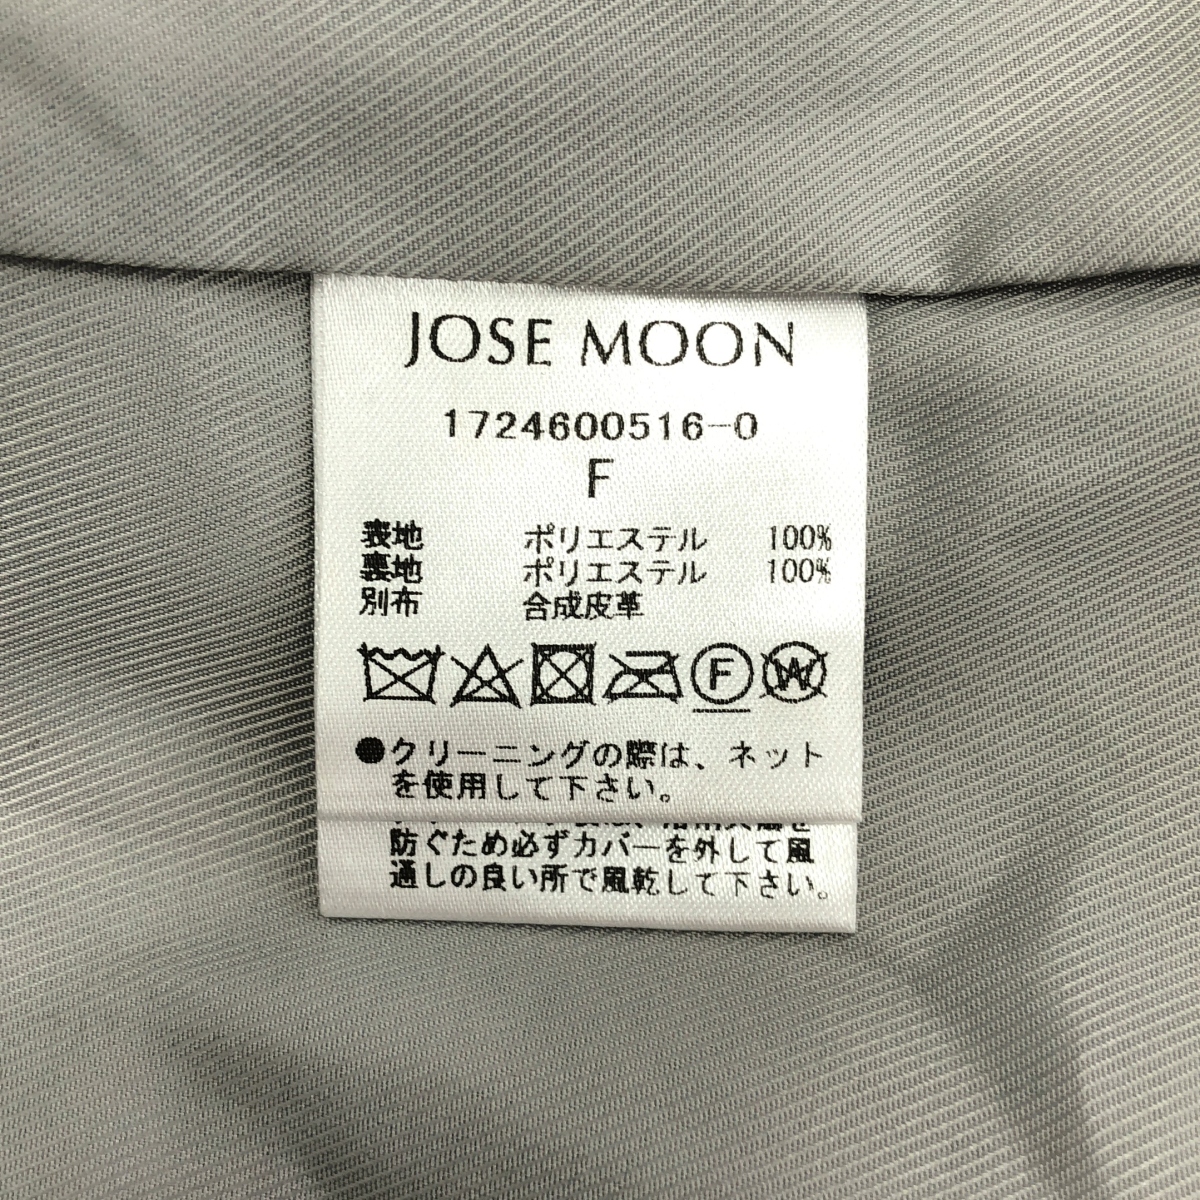 JOSE MOON
1724600516-0
F
表地 ポリエステル 100%
裏地 ポリエステル 100%
別布 合成皮革
F W
●クリーニングの際は、ネット
を使用して下さい。
防ぐため必ずカバーを外して風
通しの良い所で風乾して下さい。